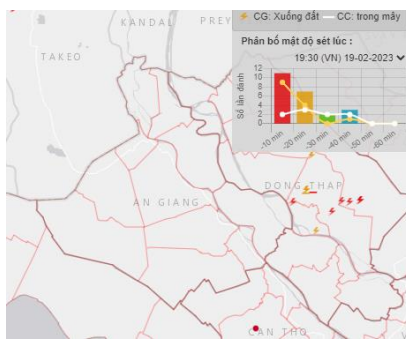 CG: Xuống đất CC: trong mây
KANDAL
PREY
Phân bố mật độ sét lúc :
TAKEO
19:30 (VN) 19-02-2023
Số lần đánh
12
10
8
6
4
2
0
-10 min
-20 min
-30 min
-40 min
-50 min
-60 min
DONG THAP
AN GIANG
CAN THO